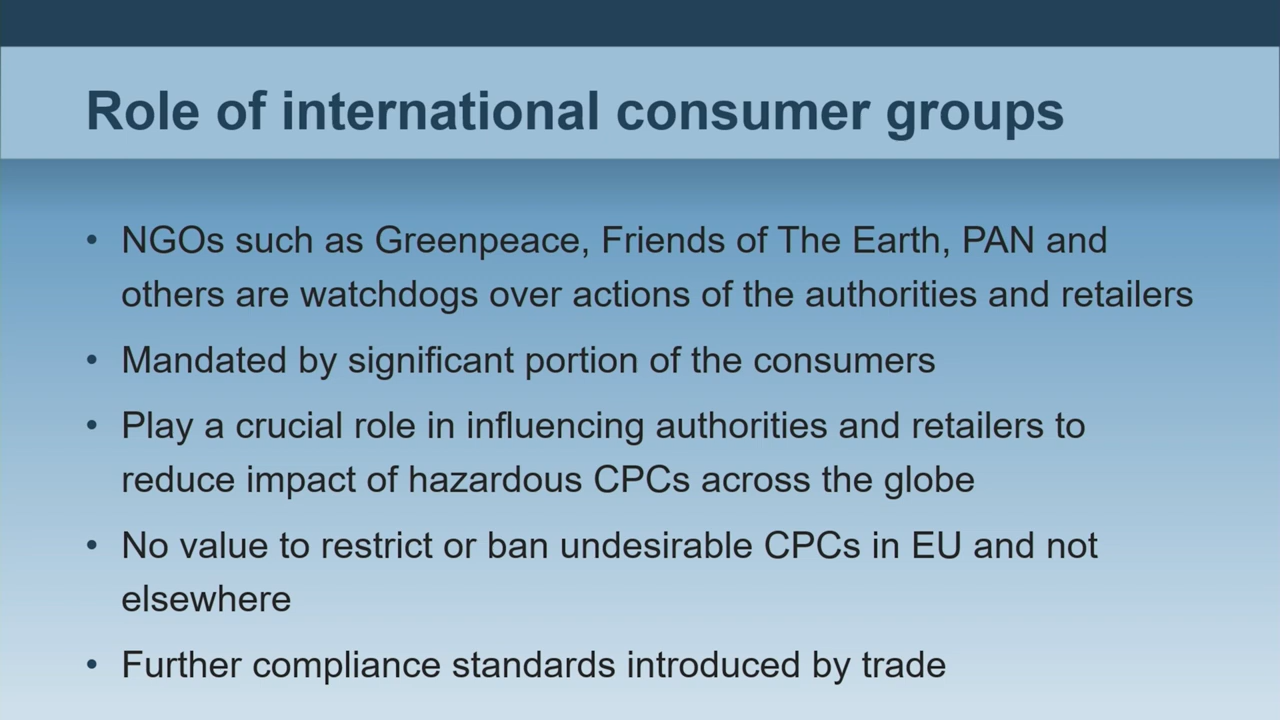 Role of international consumer groups
• NGOs such as Greenpeace, Friends of The Earth, PAN and
others are watchdogs over actions of the authorities and retailers
• Mandated by significant portion of the consumers
• Play a crucial role in influencing authorities and retailers to
reduce impact of hazardous CPCs across the globe
• No value to restrict or ban undesirable CPCs in EU and not
elsewhere
• Further compliance standards introduced by trade